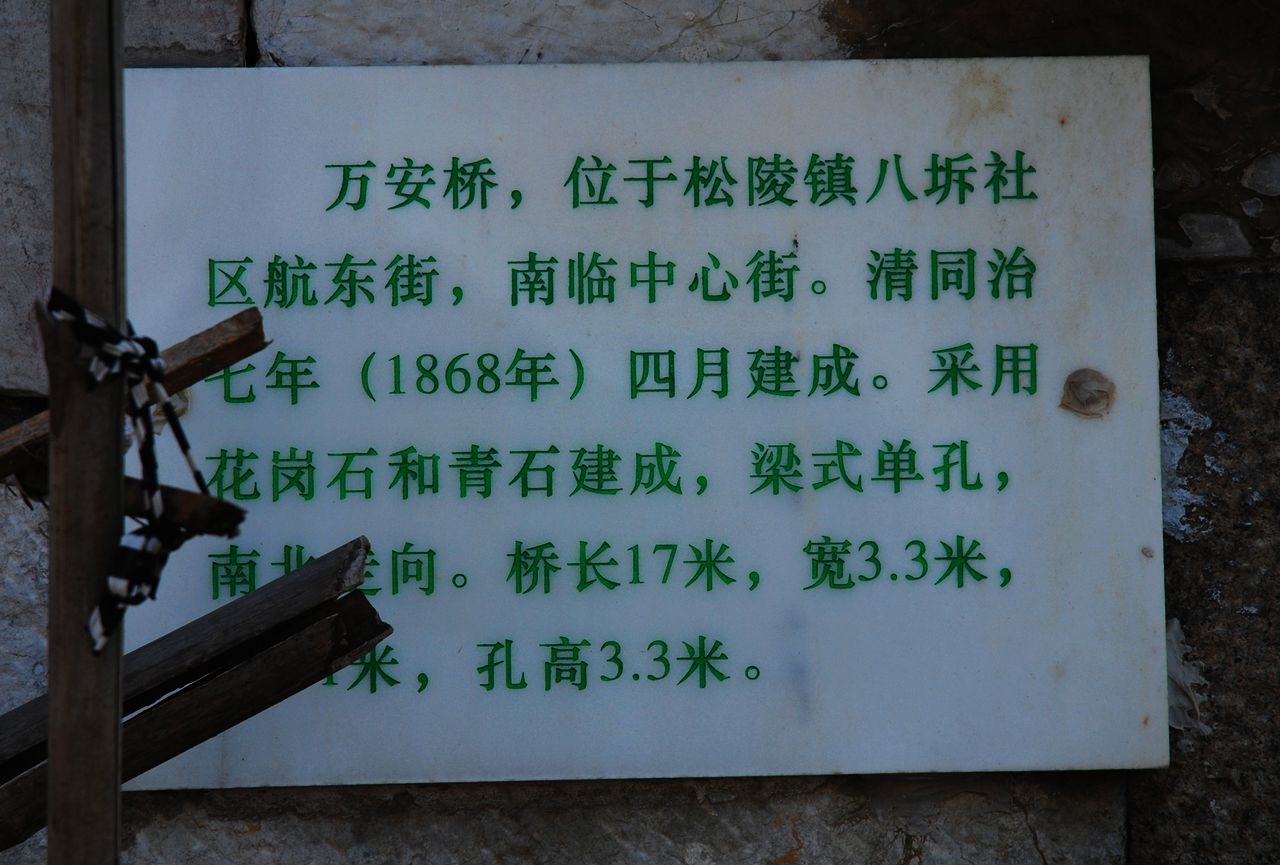 万安桥，位于松陵镇八坼社
区航东街，南临中心街。清同治
七年（1868年）四月建成。采用
花岗石和青石建成，梁式单孔，
南北走向。桥长17米，宽3.3米，
米，孔高3.3米。